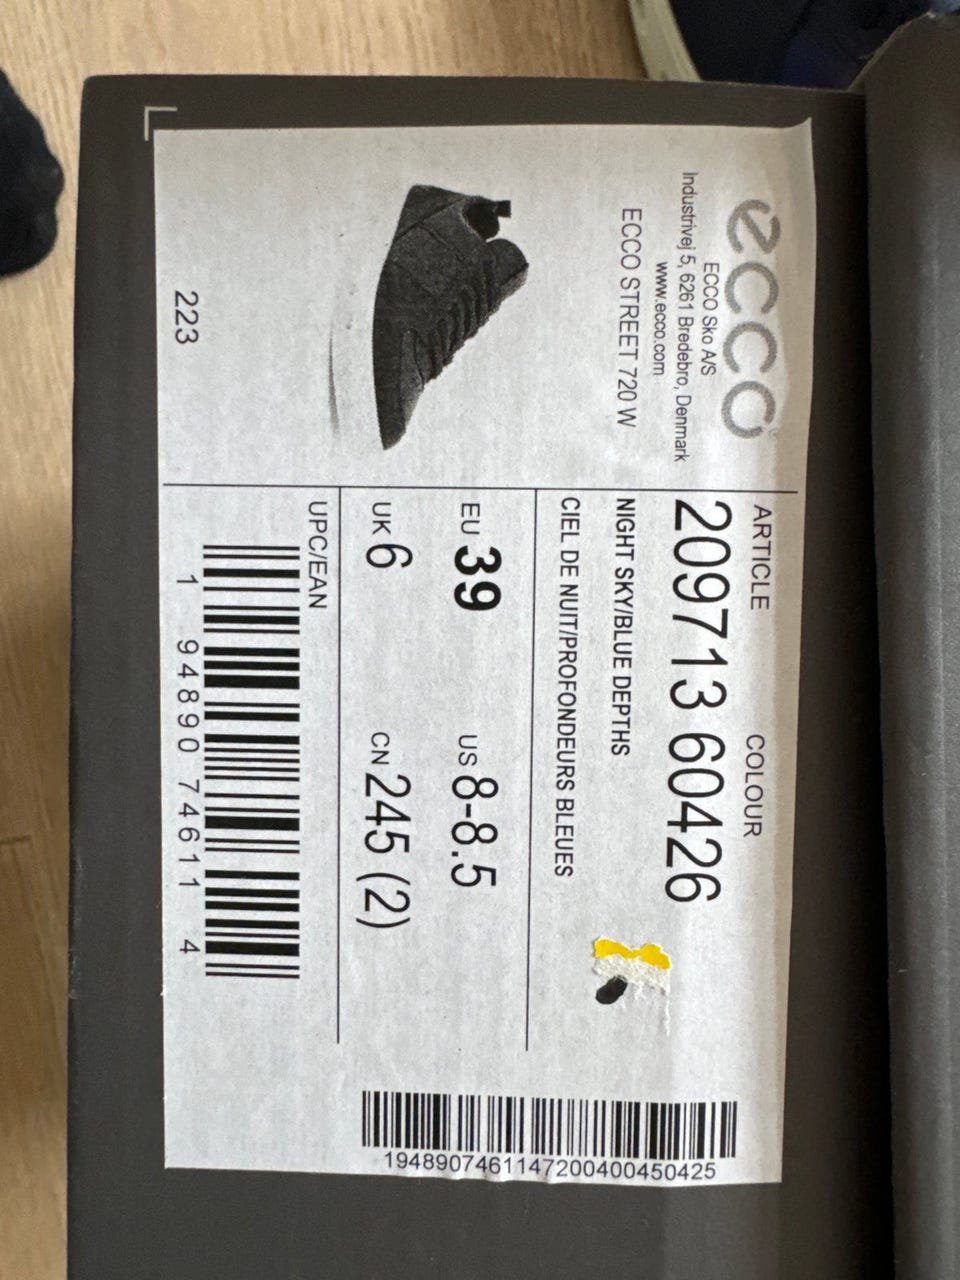 ecco
ECCO Sko A/S
Industrivej 5, 6261 Bredebro, Denmark
www.ecco.com
ECCO STREET 720 W
223
ARTICLE COLOUR
209713 60426
NIGHT SKY/BLUE DEPTHS
CIEL DE NUIT/PROFONDEURS BLEUES
EU 39 US 8-8.5
UK 6 CN 245 (2)
UPC/EAN
1 94890 74611 4
1948907461147200400450425